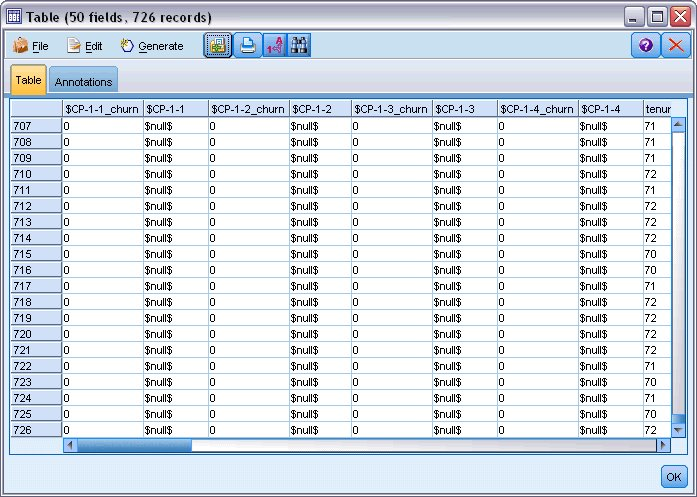 Table (50 fields, 726 records)
File Edit Generate
Table Annotations
$CP-1-1_churn $CP-1-1 $CP-1-2_churn $CP-1-2 $CP-1-3_churn $CP-1-3 $CP-1-4_churn $CP-1-4 tenur
707 0 $null$ 0 $null$ 0 $null$ 0 $null$ 71
708 0 $null$ 0 $null$ 0 $null$ 0 $null$ 71
709 0 $null$ 0 $null$ 0 $null$ 0 $null$ 71
710 0 $null$ 0 $null$ 0 $null$ 0 $null$ 72
711 0 $null$ 0 $null$ 0 $null$ 0 $null$ 71
712 0 $null$ 0 $null$ 0 $null$ 0 $null$ 72
713 0 $null$ 0 $null$ 0 $null$ 0 $null$ 72
714 0 $null$ 0 $null$ 0 $null$ 0 $null$ 72
715 0 $null$ 0 $null$ 0 $null$ 0 $null$ 70
716 0 $null$ 0 $null$ 0 $null$ 0 $null$ 70
717 0 $null$ 0 $null$ 0 $null$ 0 $null$ 71
718 0 $null$ 0 $null$ 0 $null$ 0 $null$ 72
719 0 $null$ 0 $null$ 0 $null$ 0 $null$ 72
720 0 $null$ 0 $null$ 0 $null$ 0 $null$ 72
721 0 $null$ 0 $null$ 0 $null$ 0 $null$ 72
722 0 $null$ 0 $null$ 0 $null$ 0 $null$ 71
723 0 $null$ 0 $null$ 0 $null$ 0 $null$ 70
724 0 $null$ 0 $null$ 0 $null$ 0 $null$ 71
725 0 $null$ 0 $null$ 0 $null$ 0 $null$ 70
726 0 $null$ 0 $null$ 0 $null$ 0 $null$ 72
OK